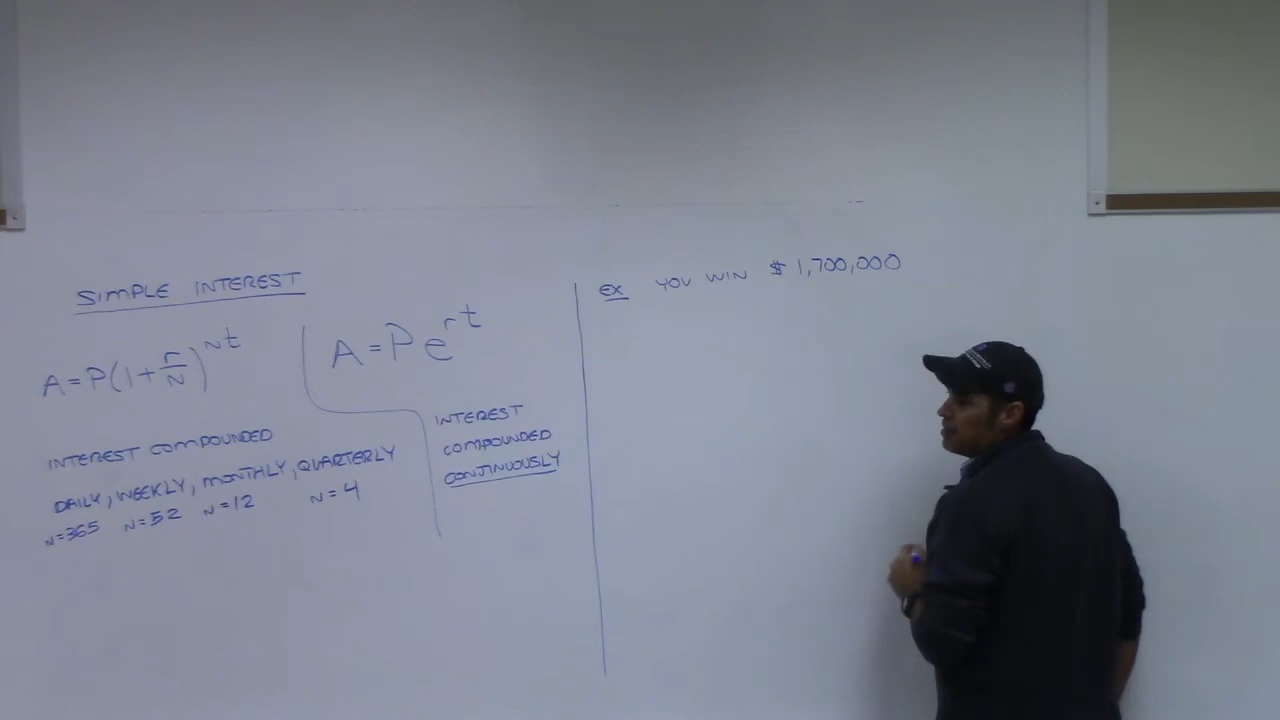 SIMPLE INTEREST
A=P(1+r/N)^Nt
INTEREST COMPOUNDED
DAILY, WEEKLY, MONTHLY, QUARTERLY
N=365 N=52 N=12 N=4
A=Pe^rt
INTEREST
COMPOUNDED
CONTINUOUSLY
EX YOU WIN $1,700,000